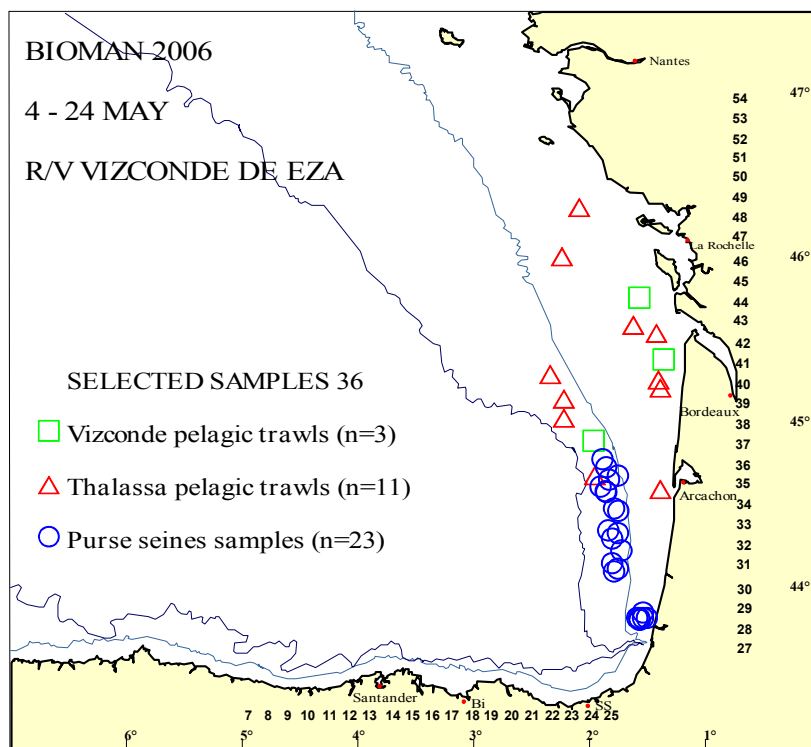 BIOMAN 2006
4 - 24 MAY
R/V VIZCONDE DE EZA
Nantes
47°
54
53
52
51
50
49
48
47
La Rochelle
46
46°
45
44
43
42
41
40
39
Bordeaux
38
45°
37
36
35
Arcachon
34
33
32
31
30
44°
29
28
27
SELECTED SAMPLES 36
Vizconde pelagic trawls (n=3)
Thalassa pelagic trawls (n=11)
Purse seines samples (n=23)
Santander
Bi
SS
7 8 9 10 11 12 13 14 15 16 17 18 19 20 21 22 23 24 25
6° 5° 4° 3° 2° 1°